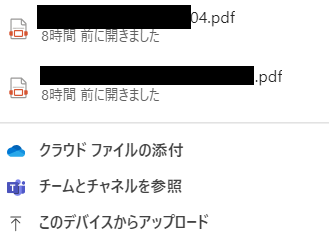 04.pdf
8時間 前に開きました
.pdf
8時間 前に開きました
クラウド ファイルの添付
チームとチャネルを参照
このデバイスからアップロード